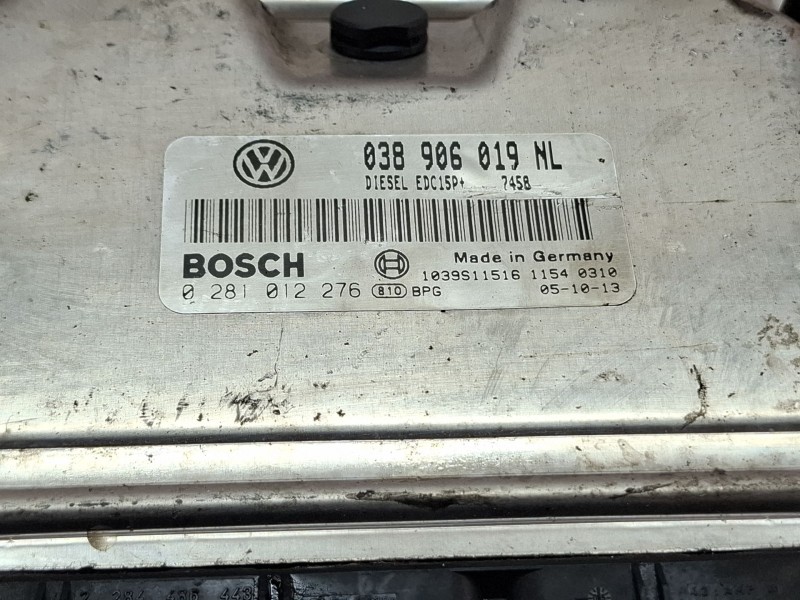 038 906 019 NL
DIESEL EDC15P+ 7458
BOSCH
Made in Germany
1039S11516 1154 0310
0 281 012 276 810 BPG 05-10-13